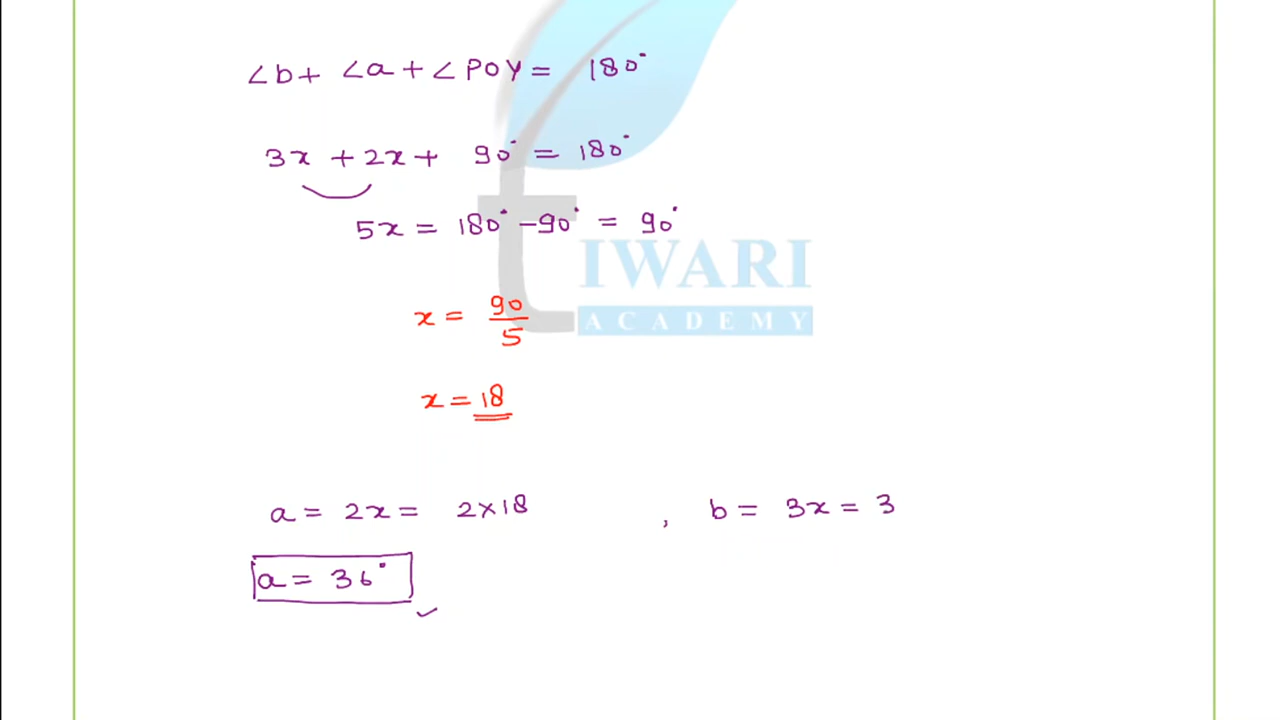 ∠b + ∠a + ∠POY = 180°
3x + 2x + 90° = 180°
5x = 180° - 90° = 90°
tIWARI
ACADEMY
x = 90/5
x = 18
a = 2x = 2×18 , b = 3x = 3
a = 36°